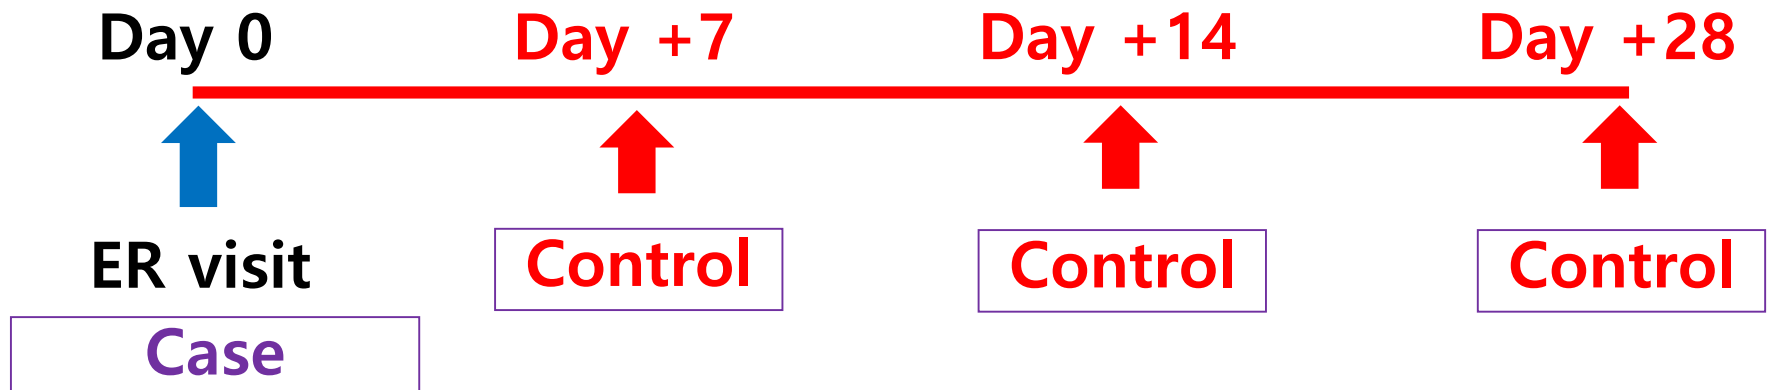 Day 0 Day +7 Day +14 Day +28
ER visit Control Control Control
Case